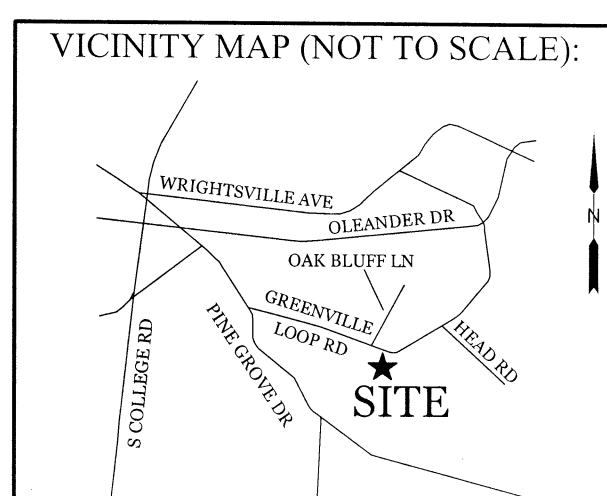 VICINITY MAP (NOT TO SCALE):
WRIGHTSVILLE AVE
OLEANDER DR
N
OAK BLUFF LN
GREENVILLE
LOOP RD
HEAD RD
PINE GROVE DR
S COLLEGE RD
SITE